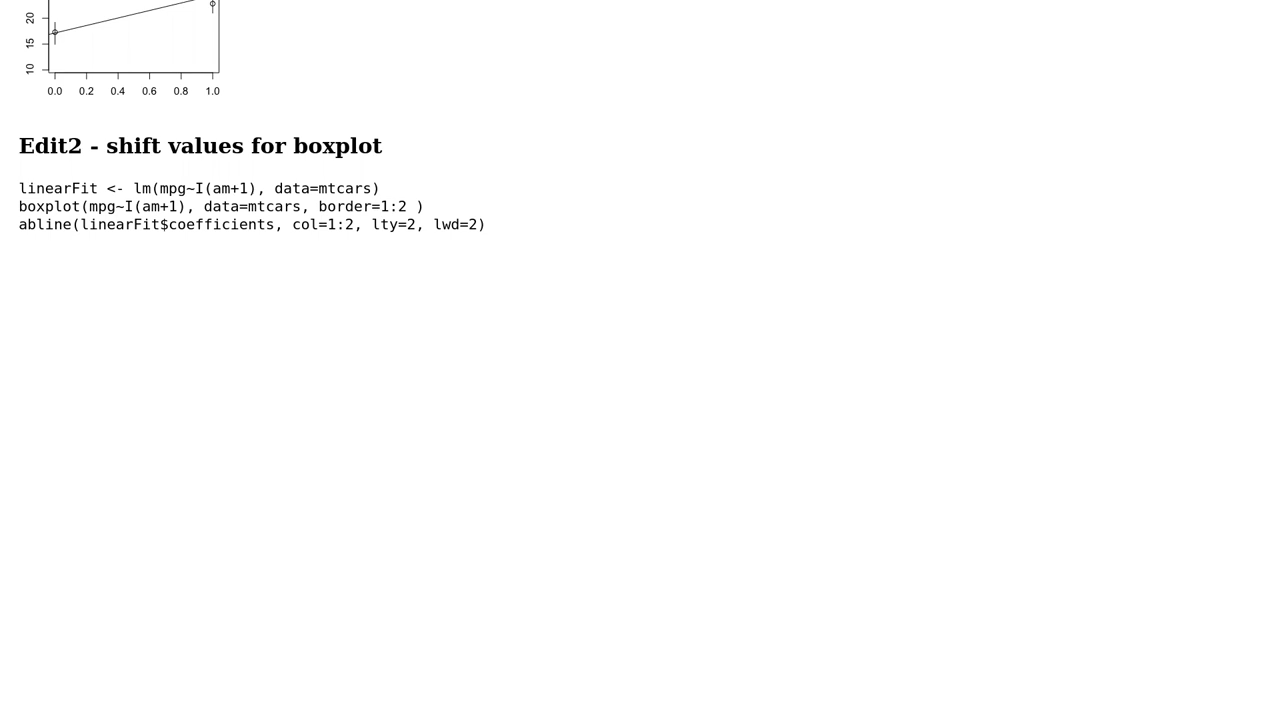 20
15
10
0.0 0.2 0.4 0.6 0.8 1.0
Edit2 - shift values for boxplot
linearFit <- lm(mpg~I(am+1), data=mtcars)
boxplot(mpg~I(am+1), data=mtcars, border=1:2 )
abline(linearFit$coefficients, col=1:2, lty=2, lwd=2)